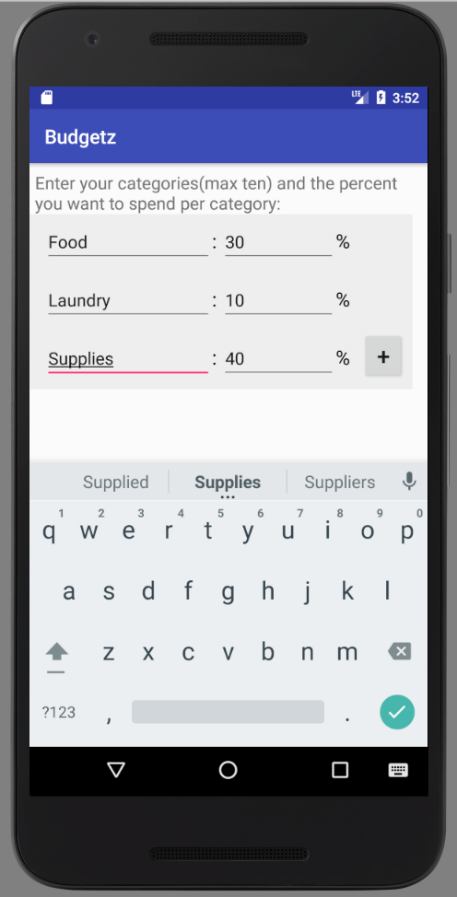 LTE 3:52
Budgetz
Enter your categories(max ten) and the percent
you want to spend per category:
Food : 30 %
Laundry : 10 %
Supplies : 40 % +
Supplied Supplies Suppliers
1 2 3 4 5 6 7 8 9 0
q w e r t y u i o p
a s d f g h j k l
z x c v b n m
?123 , .